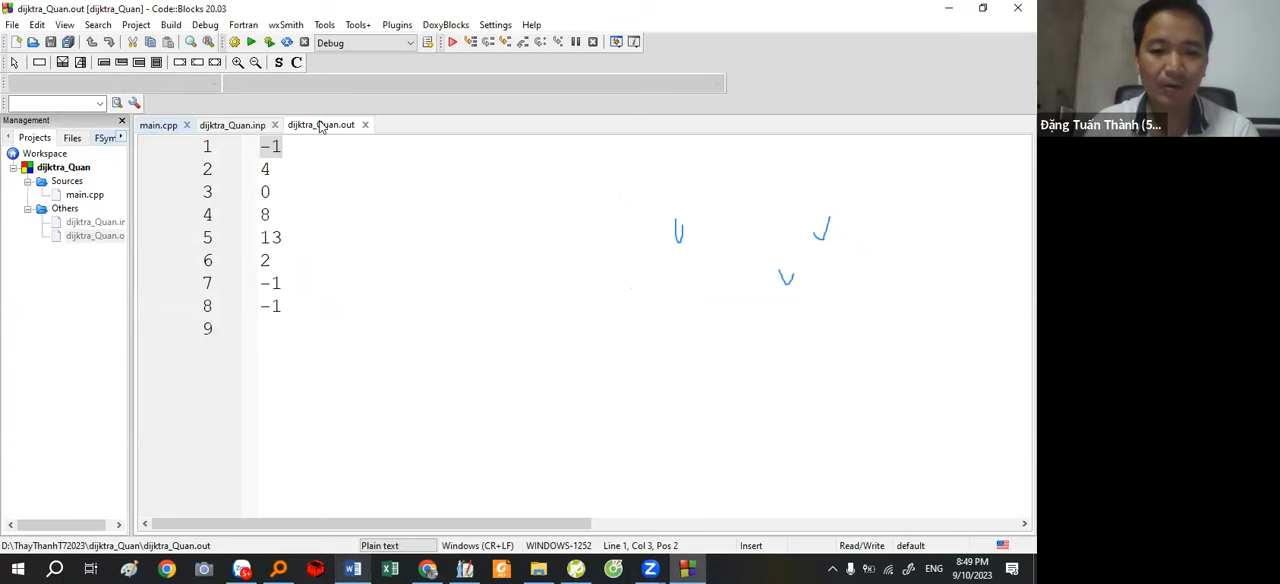 dijktra_Quan.out [dijktra_Quan] - Code::Blocks 20.03
File Edit View Search Project Build Debug Fortran wxSmith Tools Tools+ Plugins DoxyBlocks Settings Help
Debug
S C
Management
main.cpp dijktra_Quan.inp dijktra_Quan.out
Projects Files FSym
Workspace
dijktra_Quan
Sources
main.cpp
Others
dijktra_Quan.ir
dijktra_Quan.o
1 -1
2 4
3 0
4 8
5 13
6 2
7 -1
8 -1
9
Đặng Tuấn Thành (5...
D:\ThayThanhT72023\dijktra_Quan\dijktra_Quan.out Plain text Windows (CR+LF) WINDOWS-1252 Line 1, Col 3, Pos 2 Insert Read/Write default
5+ ENG 8:49 PM
9/10/2023